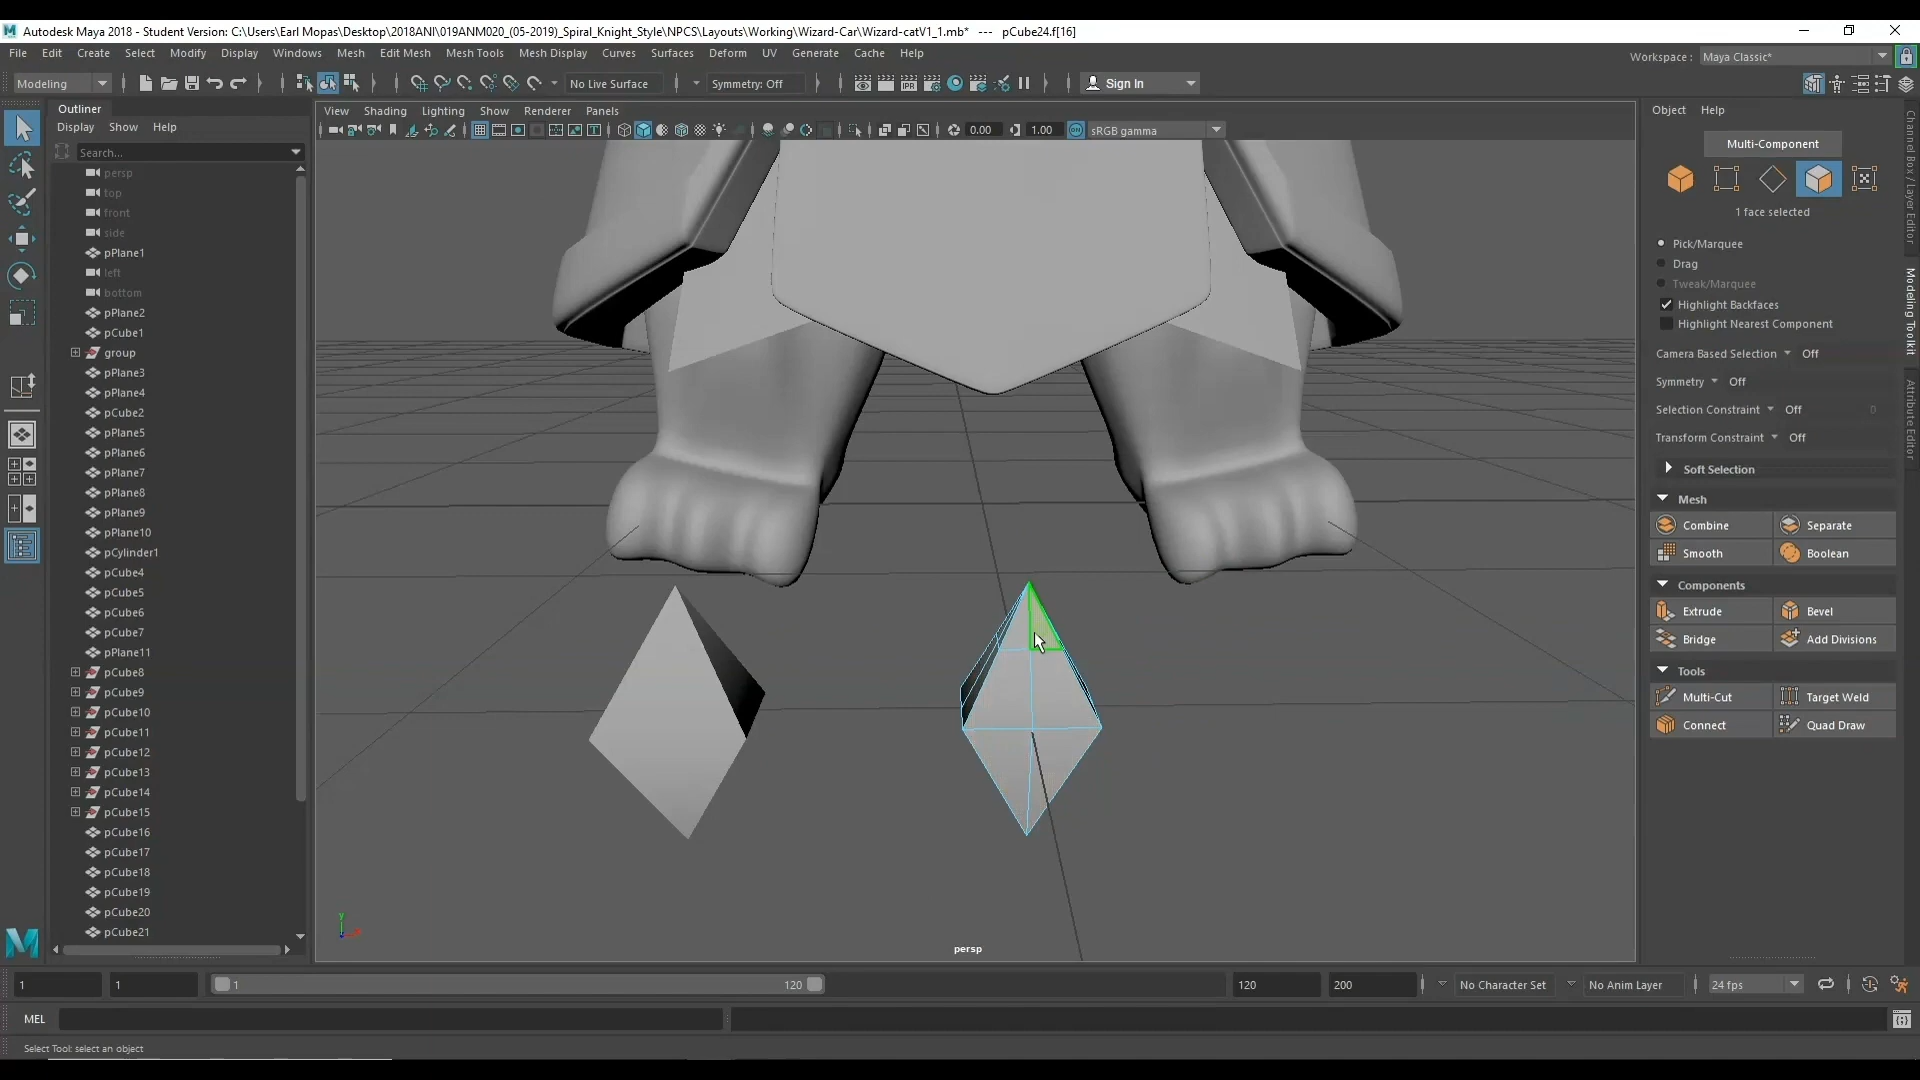 Autodesk Maya 2018 - Student Version: C:\Users\Earl Mopas\Desktop\2018ANI\019ANM020_(05-2019)_Spiral_Knight_Style\NPCS\Layouts\Working\Wizard-Car\Wizard-catV1_1.mb* --- pCube24.f[16]
File Edit Create Select Modify Display Windows Mesh Edit Mesh Mesh Tools Mesh Display Curves Surfaces Deform UV Generate Cache Help
Workspace : Maya Classic*
Modeling No Live Surface Symmetry: Off Sign In
Outliner
Display Show Help
Search...
persp
top
front
side
pPlane1
left
bottom
pPlane2
pCube1
group
pPlane3
pPlane4
pCube2
pPlane5
pPlane6
pPlane7
pPlane8
pPlane9
pPlane10
pCylinder1
pCube4
pCube5
pCube6
pCube7
pPlane11
pCube8
pCube9
pCube10
pCube11
pCube12
pCube13
pCube14
pCube15
pCube16
pCube17
pCube18
pCube19
pCube20
pCube21
View Shading Lighting Show Renderer Panels
0.00 1.00 sRGB gamma
y
persp
Object Help
Multi-Component
1 face selected
Pick/Marquee
Drag
Tweak/Marquee
Highlight Backfaces
Highlight Nearest Component
Camera Based Selection Off
Symmetry Off
Selection Constraint Off 0
Transform Constraint Off
Soft Selection
Mesh
Combine Separate
Smooth Boolean
Components
Extrude Bevel
Bridge Add Divisions
Tools
Multi-Cut Target Weld
Connect Quad Draw
Channel Box / Layer Editor
Modeling Toolkit
Attribute Editor
1 1 1 120 120 200 No Character Set No Anim Layer 24 fps
MEL
Select Tool: select an object